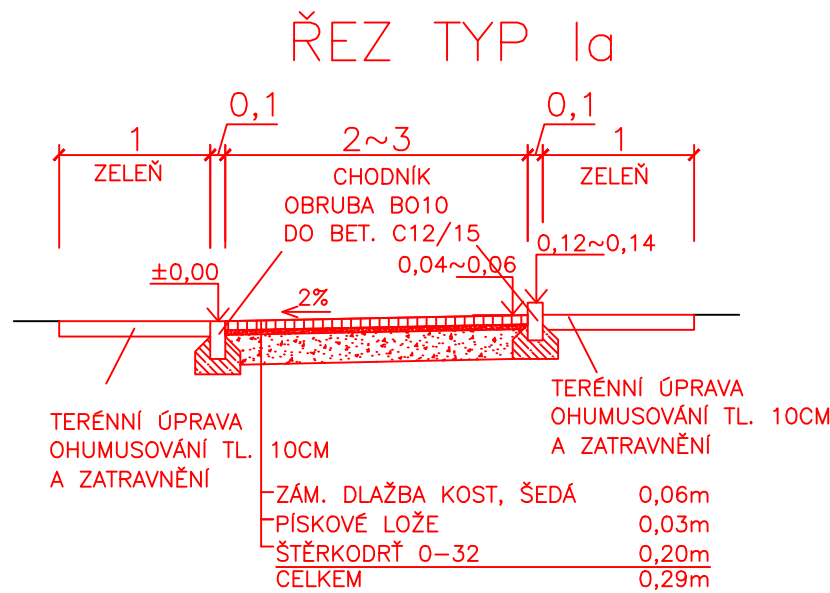 ŘEZ TYP Ia
0,1
0,1
1
2~3
1
ZELEŇ
ZELEŇ
CHODNÍK
OBRUBA BO10
DO BET. C12/15
±0,00
2%
0,04~0,06
0,12~0,14
TERÉNNÍ ÚPRAVA
OHUMUSOVÁNÍ TL. 10CM
A ZATRAVNĚNÍ
TERÉNNÍ ÚPRAVA
OHUMUSOVÁNÍ TL. 10CM
A ZATRAVNĚNÍ
ZÁM. DLAŽBA KOST, ŠEDÁ 0,06m
PÍSKOVÉ LOŽE 0,03m
ŠTĚRKODRŤ 0–32 0,20m
CELKEM 0,29m